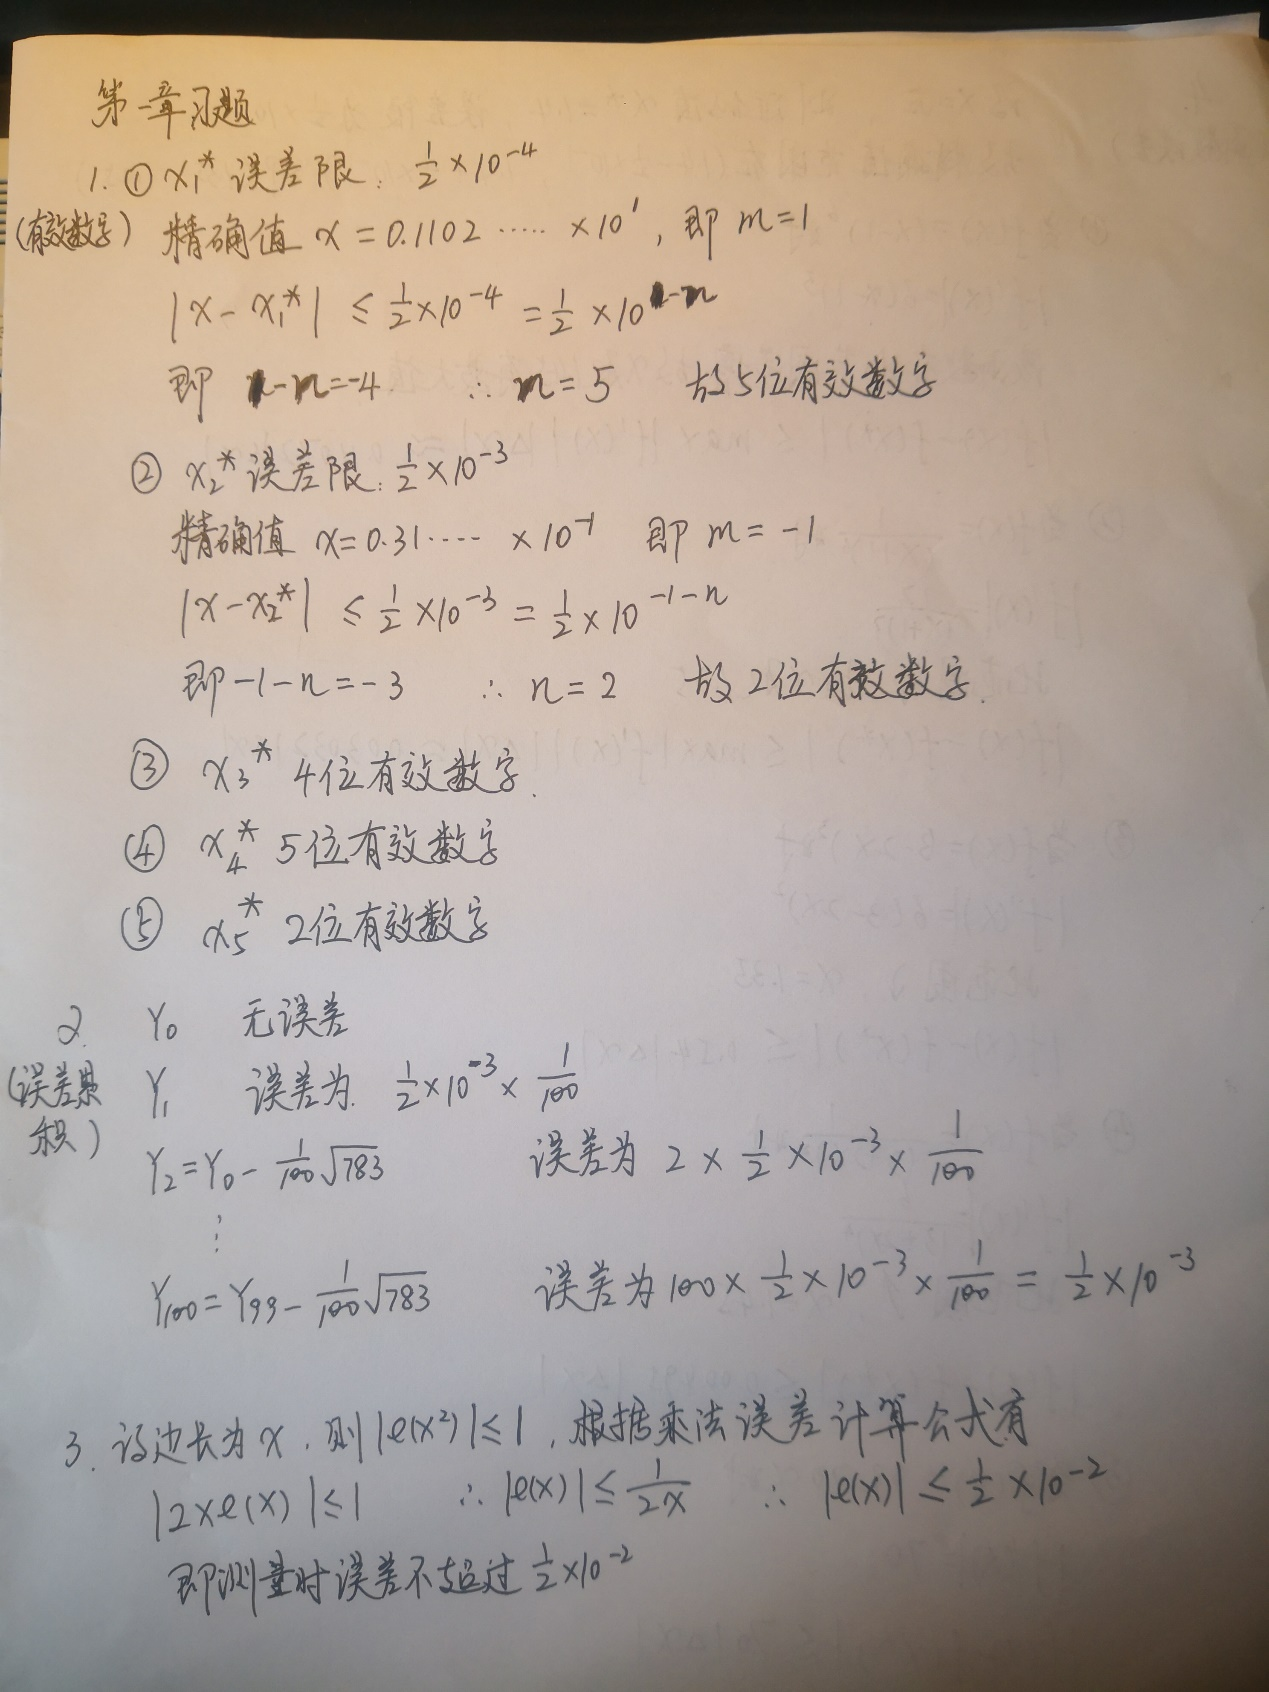 第一章习题
1. ① x₁* 误差限: 1/2 × 10⁻⁴
(有效数字) 精确值 x = 0.1102 ····· × 10¹, 即 m = 1
|x - x₁*| ≤ 1/2 × 10⁻⁴ = 1/2 × 10¹⁻ⁿ
即 1-n = -4 ∴ n = 5 故5位有效数字
② x₂* 误差限: 1/2 × 10⁻³
精确值 x = 0.31 ···· × 10⁻¹ 即 m = -1
|x - x₂*| ≤ 1/2 × 10⁻³ = 1/2 × 10⁻¹⁻ⁿ
即 -1-n = -3 ∴ n = 2 故2位有效数字.
③ x₃* 4位有效数字.
④ x₄* 5位有效数字
⑤ x₅* 2位有效数字
2. Y₀ 无误差
(误差累积) Y₁ 误差为. 1/2 × 10⁻³ × 1/100
Y₂ = Y₀ - 1/100 √783 误差为 2 × 1/2 × 10⁻³ × 1/100
⋮
Y₁₀₀ = Y₉₉ - 1/100 √783 误差为 100 × 1/2 × 10⁻³ × 1/100 = 1/2 × 10⁻³
3. 设边长为 x, 则 |e(x²)| ≤ 1, 根据乘法误差计算公式有
|2xe(x)| ≤ 1 ∴ |e(x)| ≤ 1/2x ∴ |e(x)| ≤ 1/2 × 10⁻²
即测量时误差不超过 1/2 × 10⁻²